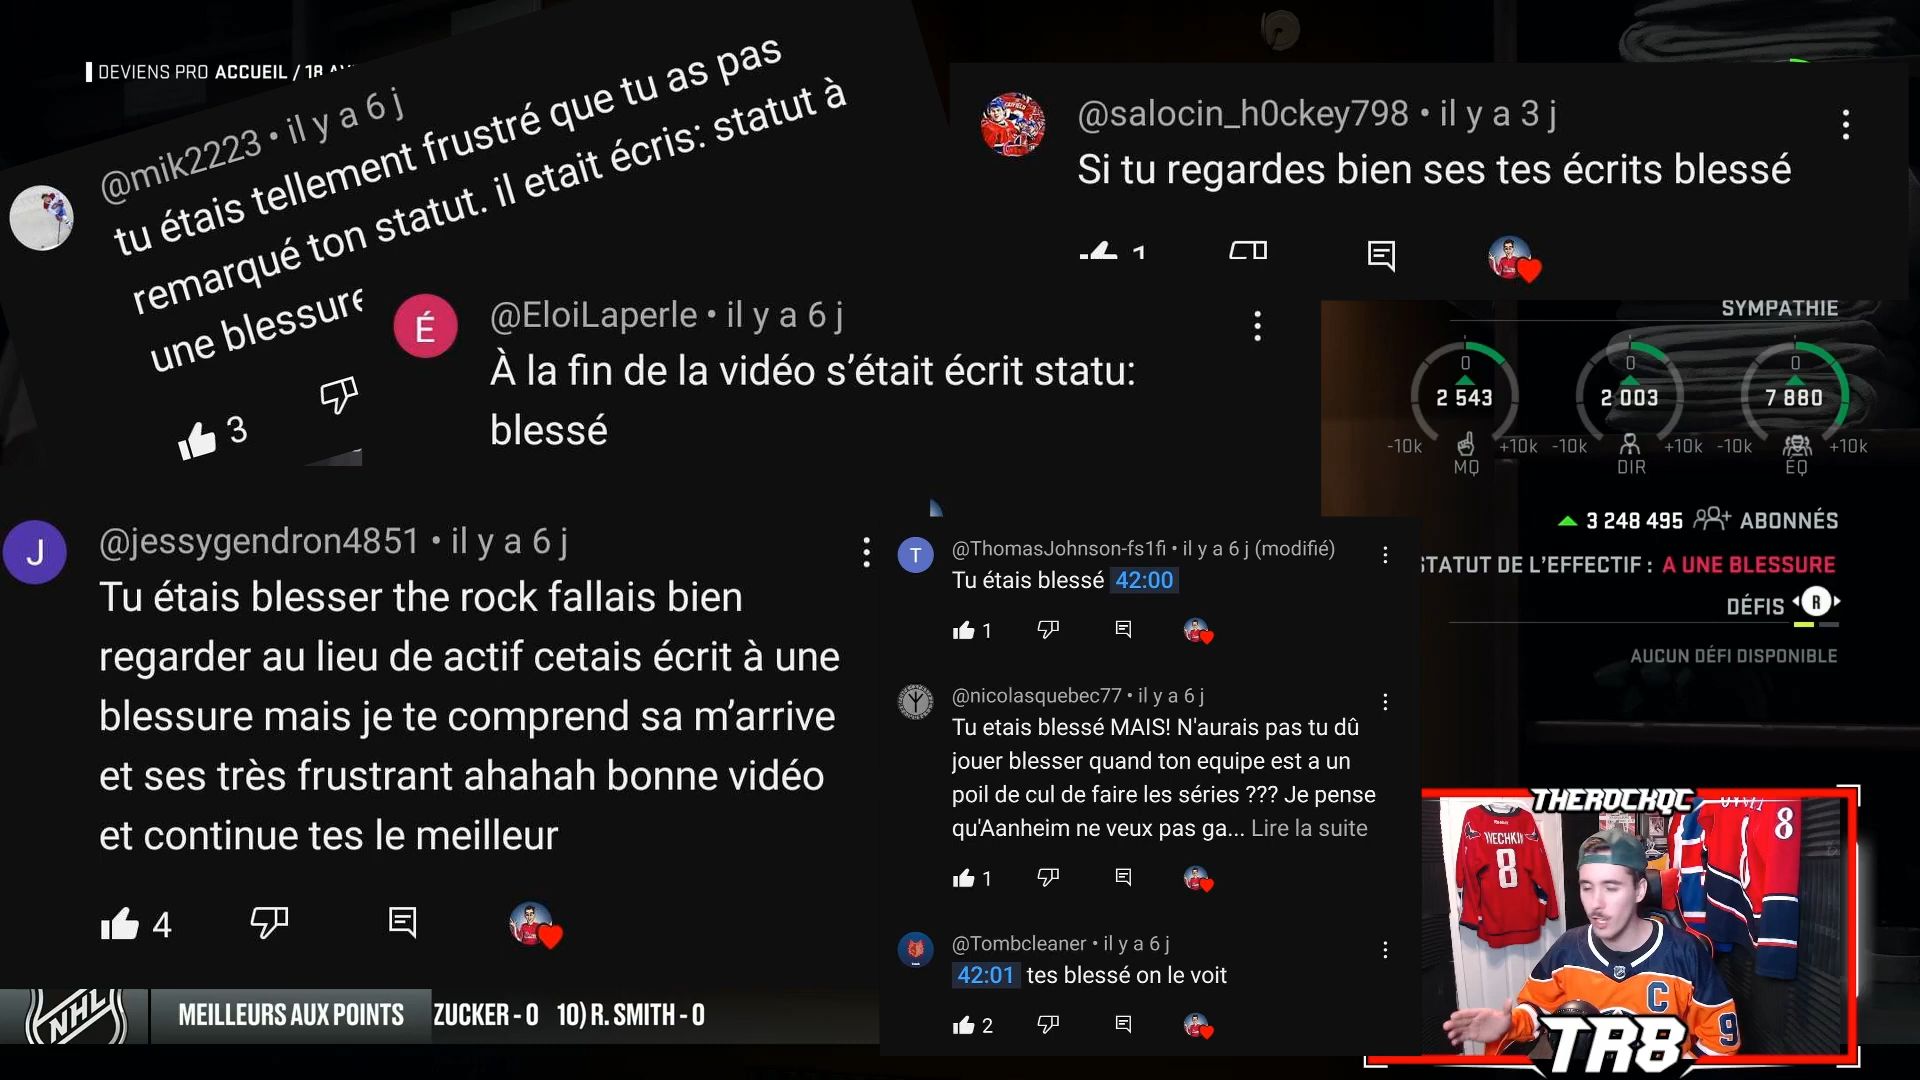 DEVIENS PRO ACCUEIL / 18
@mik2223 • il y a 6 j
tu étais tellement frustré que tu as pas
remarqué ton statut. il etait écris: statut à
une blessure
3
@salocin_h0ckey798 • il y a 3 j
Si tu regardes bien ses tes écrits blessé
1
É
@EloiLaperle • il y a 6 j
À la fin de la vidéo s’était écrit statu:
blessé
SYMPATHIE
0 0 0
2 543 2 003 7 880
-10k +10k -10k +10k -10k +10k
MQ DIR ÉQ
3 248 495 ABONNÉS
STATUT DE L'EFFECTIF : A UNE BLESSURE
DÉFIS R
AUCUN DÉFI DISPONIBLE
J
@jessygendron4851 • il y a 6 j
Tu étais blesser the rock fallais bien
regarder au lieu de actif cetais écrit à une
blessure mais je te comprend sa m’arrive
et ses très frustrant ahahah bonne vidéo
et continue tes le meilleur
4
T
@ThomasJohnson-fs1fi • il y a 6 j (modifié)
Tu étais blessé 42:00
1
@nicolasquebec77 • il y a 6 j
Tu etais blessé MAIS! N'aurais pas tu dû
jouer blesser quand ton equipe est a un
poil de cul de faire les séries ??? Je pense
qu'Aanheim ne veux pas ga... Lire la suite
1
@Tombcleaner • il y a 6 j
42:01 tes blessé on le voit
2
NHL
MEILLEURS AUX POINTS ZUCKER - 0 10) R. SMITH - 0
THEROCKQC
OVECHKIN
8
8
C
9
TR8